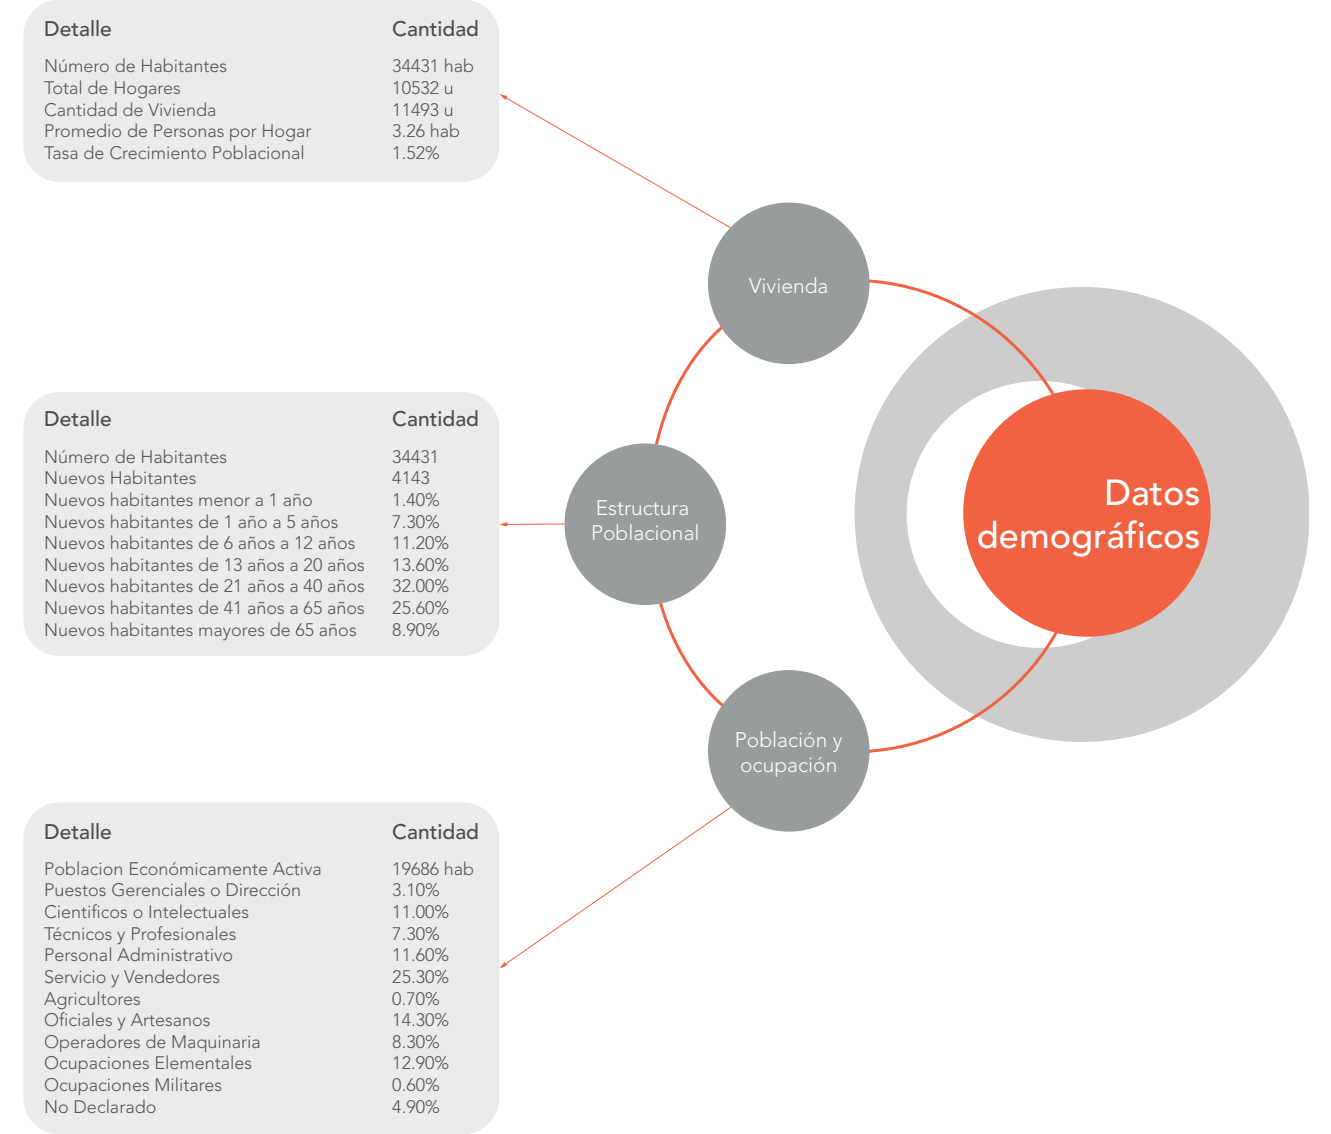 Detalle Cantidad
Número de Habitantes 34431 hab
Total de Hogares 10532 u
Cantidad de Vivienda 11493 u
Promedio de Personas por Hogar 3.26 hab
Tasa de Crecimiento Poblacional 1.52%
Vivienda
Detalle Cantidad
Número de Habitantes 34431
Nuevos Habitantes 4143
Nuevos habitantes menor a 1 año 1.40%
Nuevos habitantes de 1 año a 5 años 7.30%
Nuevos habitantes de 6 años a 12 años 11.20%
Nuevos habitantes de 13 años a 20 años 13.60%
Nuevos habitantes de 21 años a 40 años 32.00%
Nuevos habitantes de 41 años a 65 años 25.60%
Nuevos habitantes mayores de 65 años 8.90%
Estructura
Poblacional
Datos
demográficos
Población y
ocupación
Detalle Cantidad
Poblacion Económicamente Activa 19686 hab
Puestos Gerenciales o Dirección 3.10%
Cientificos o Intelectuales 11.00%
Técnicos y Profesionales 7.30%
Personal Administrativo 11.60%
Servicio y Vendedores 25.30%
Agricultores 0.70%
Oficiales y Artesanos 14.30%
Operadores de Maquinaria 8.30%
Ocupaciones Elementales 12.90%
Ocupaciones Militares 0.60%
No Declarado 4.90%